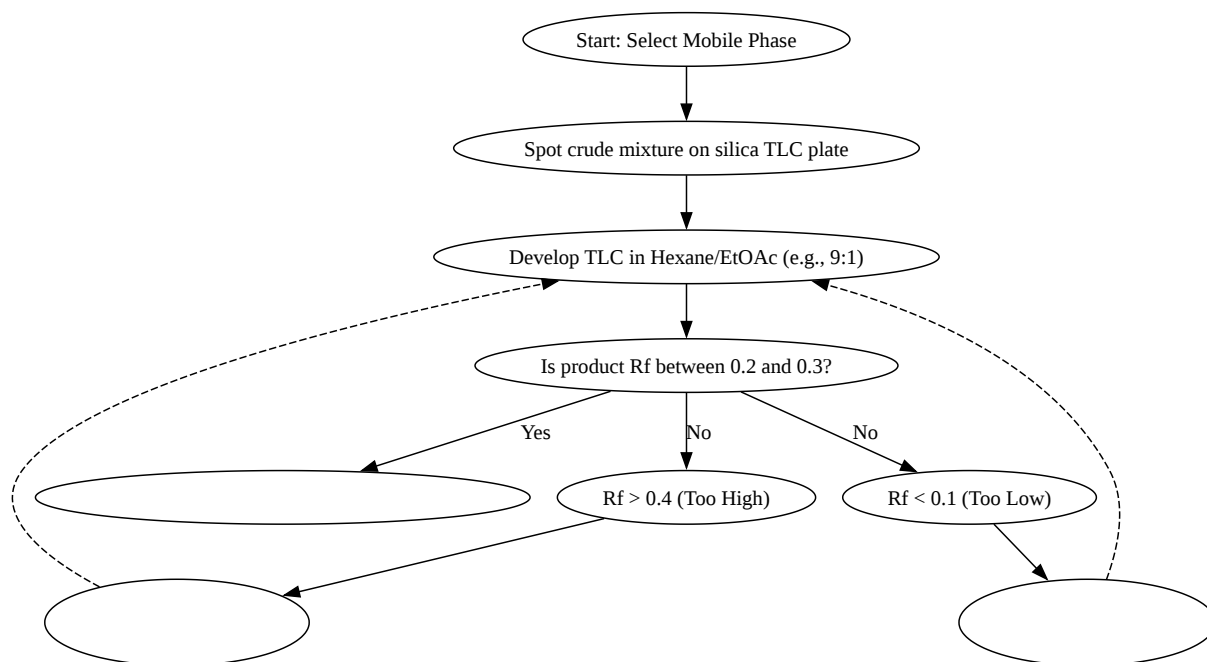 Start: Select Mobile Phase
Spot crude mixture on silica TLC plate
Develop TLC in Hexane/EtOAc (e.g., 9:1)
Is product Rf between 0.2 and 0.3?
Yes
No
No
Rf > 0.4 (Too High)
Rf < 0.1 (Too Low)